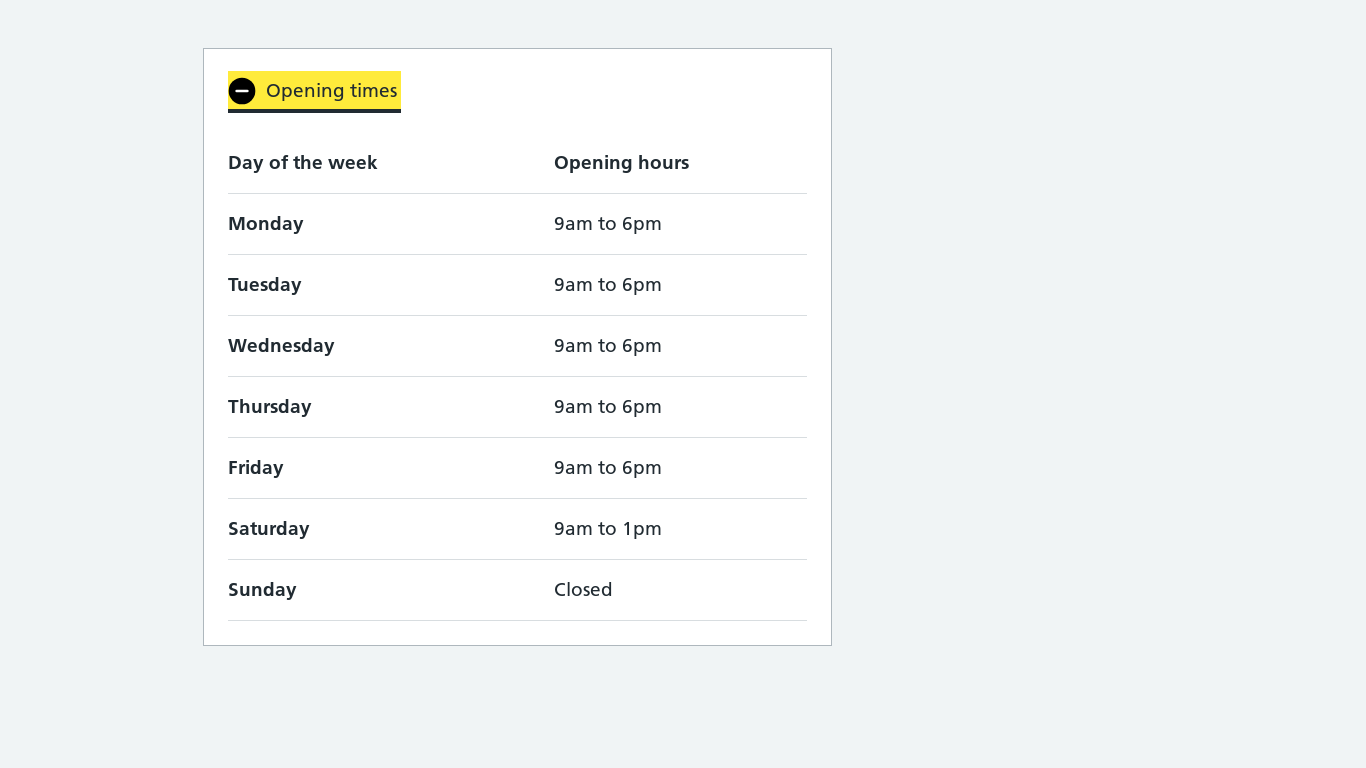 Opening times
Day of the week Opening hours
Monday 9am to 6pm
Tuesday 9am to 6pm
Wednesday 9am to 6pm
Thursday 9am to 6pm
Friday 9am to 6pm
Saturday 9am to 1pm
Sunday Closed